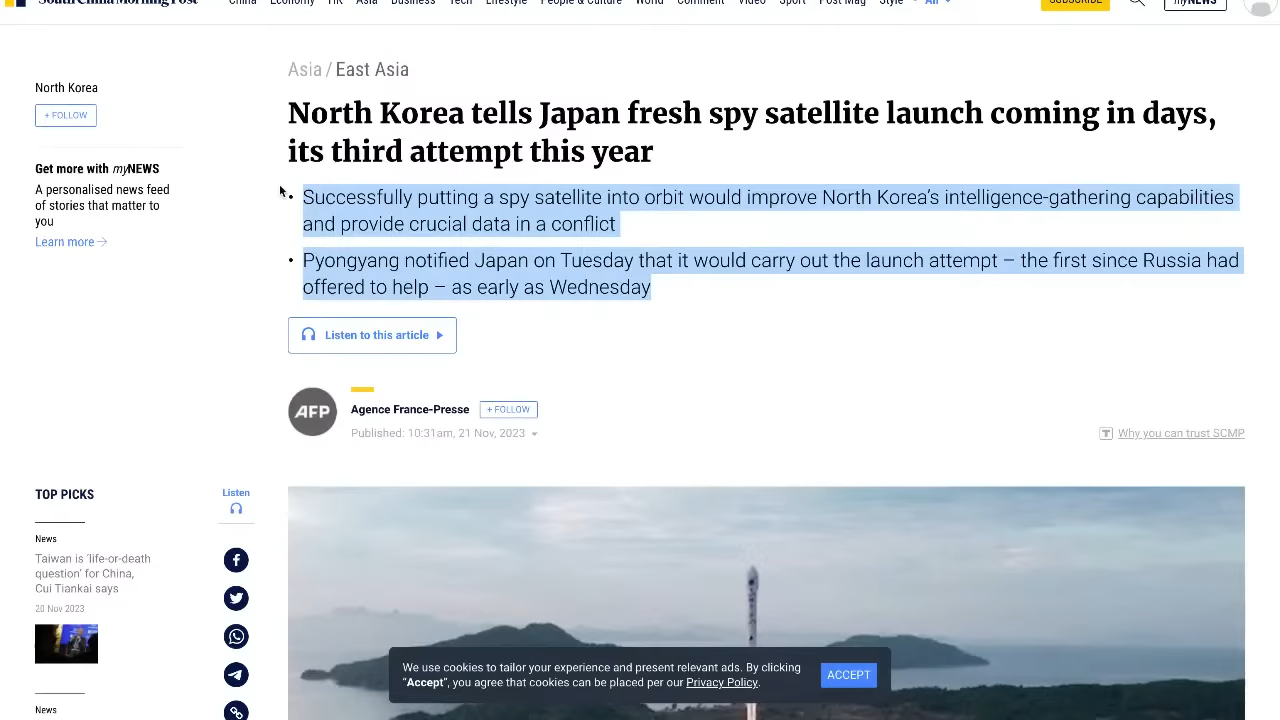 South China Morning Post
China Economy HK Asia Business Tech Lifestyle People & Culture World Comment Video Sport Post Mag Style All
SUBSCRIBE
myNEWS
Asia / East Asia
North Korea
+ FOLLOW
North Korea tells Japan fresh spy satellite launch coming in days,
its third attempt this year
Get more with myNEWS
A personalised news feed
of stories that matter to
you
Learn more
• Successfully putting a spy satellite into orbit would improve North Korea’s intelligence-gathering capabilities
and provide crucial data in a conflict
• Pyongyang notified Japan on Tuesday that it would carry out the launch attempt – the first since Russia had
offered to help – as early as Wednesday
Listen to this article
AFP
Agence France-Presse
+ FOLLOW
Published: 10:31am, 21 Nov, 2023
Why you can trust SCMP
TOP PICKS
Listen
News
Taiwan is ‘life-or-death
question’ for China,
Cui Tiankai says
20 Nov 2023
News
We use cookies to tailor your experience and present relevant ads. By clicking
“Accept”, you agree that cookies can be placed per our Privacy Policy.
ACCEPT